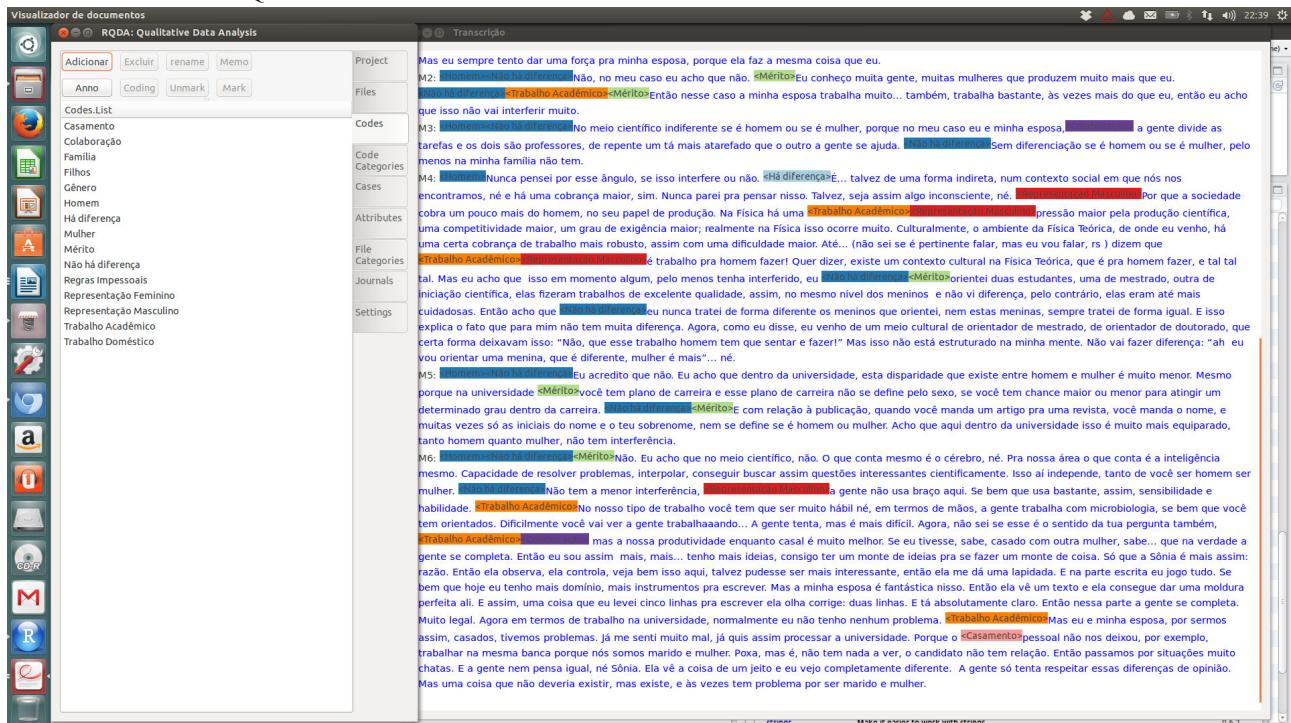 Visualizador de documentos
22:39
RQDA: Qualitative Data Analysis
Adicionar Excluir rename Memo
Anno Coding Unmark Mark
Codes.List
Casamento
Colaboração
Família
Filhos
Gênero
Homem
Há diferença
Mulher
Mérito
Não há diferença
Regras Impessoais
Representação Feminino
Representação Masculino
Trabalho Acadêmico
Trabalho Doméstico
Project
Files
Codes
Code
Categories
Cases
Attributes
File
Categories
Journals
Settings
Transcrição
Mas eu sempre tento dar uma força pra minha esposa, porque ela faz a mesma coisa que eu.
M2: <Homem><Não há diferença>Não, no meu caso eu acho que não. <Mérito>Eu conheço muita gente, muitas mulheres que produzem muito mais que eu.
<Não há diferença><Trabalho Acadêmico><Mérito>Então nesse caso a minha esposa trabalha muito... também, trabalha bastante, às vezes mais do que eu, então eu acho
que isso não vai interferir muito.
M3: <Homem><Não há diferença>No meio científico indiferente se é homem ou se é mulher, porque no meu caso eu e minha esposa, a gente divide as
tarefas e os dois são professores, de repente um tá mais atarefado que o outro a gente se ajuda. <Não há diferença>Sem diferenciação se é homem ou se é mulher, pelo
menos na minha família não tem.
M4: <Homem>Nunca pensei por esse ângulo, se isso interfere ou não. <Há diferença>É... talvez de uma forma indireta, num contexto social em que nós nos
encontramos, né e há uma cobrança maior, sim. Nunca parei pra pensar nisso. Talvez, seja assim algo inconsciente, né. <Representação Masculino>Por que a sociedade
cobra um pouco mais do homem, no seu papel de produção. Na Física há uma <Trabalho Acadêmico><Representação Masculino>pressão maior pela produção científica,
uma competitividade maior, um grau de exigência maior; realmente na Física isso ocorre muito. Culturalmente, o ambiente da Física Teórica, de onde eu venho, há
uma certa cobrança de trabalho mais robusto, assim com uma dificuldade maior. Até... (não sei se é pertinente falar, mas eu vou falar, rs ) dizem que
<Trabalho Acadêmico><Representação Masculino>é trabalho pra homem fazer! Quer dizer, existe um contexto cultural na Física Teórica, que é pra homem fazer, e tal tal
tal. Mas eu acho que isso em momento algum, pelo menos tenha interferido, eu <Não há diferença><Mérito>orientei duas estudantes, uma de mestrado, outra de
iniciação científica, elas fizeram trabalhos de excelente qualidade, assim, no mesmo nível dos meninos e não vi diferença, pelo contrário, elas eram até mais
cuidadosas. Então acho que <Não há diferença>eu nunca tratei de forma diferente os meninos que orientei, nem estas meninas, sempre tratei de forma igual. E isso
explica o fato que para mim não tem muita diferença. Agora, como eu disse, eu venho de um meio cultural de orientador de mestrado, de orientador de doutorado, que
certa forma deixavam isso: "Não, que esse trabalho homem tem que sentar e fazer!" Mas isso não está estruturado na minha mente. Não vai fazer diferença: "ah eu
vou orientar uma menina, que é diferente, mulher é mais"... né.
M5: <Homem><Não há diferença>Eu acredito que não. Eu acho que dentro da universidade, esta disparidade que existe entre homem e mulher é muito menor. Mesmo
porque na universidade <Mérito>você tem plano de carreira e esse plano de carreira não se define pelo sexo, se você tem chance maior ou menor para atingir um
determinado grau dentro da carreira. <Não há diferença><Mérito>E com relação à publicação, quando você manda um artigo pra uma revista, você manda o nome, e
muitas vezes só as iniciais do nome e o teu sobrenome, nem se define se é homem ou mulher. Acho que aqui dentro da universidade isso é muito mais equiparado,
tanto homem quanto mulher, não tem interferência.
M6: <Homem><Não há diferença><Mérito>Não. Eu acho que no meio científico, não. O que conta mesmo é o cérebro, né. Pra nossa área o que conta é a inteligência
mesmo. Capacidade de resolver problemas, interpolar, conseguir buscar assim questões interessantes cientificamente. Isso aí independe, tanto de você ser homem ser
mulher. <Não há diferença>Não tem a menor interferência, <Representação Masculino>a gente não usa braço aqui. Se bem que usa bastante, assim, sensibilidade e
habilidade. <Trabalho Acadêmico>No nosso tipo de trabalho você tem que ser muito hábil né, em termos de mãos, a gente trabalha com microbiologia, se bem que você
tem orientados. Dificilmente você vai ver a gente trabalhaaando... A gente tenta, mas é mais difícil. Agora, não sei se esse é o sentido da tua pergunta também,
<Trabalho Acadêmico> mas a nossa produtividade enquanto casal é muito melhor. Se eu tivesse, sabe, casado com outra mulher, sabe... que na verdade a
gente se completa. Então eu sou assim mais, mais... tenho mais ideias, consigo ter um monte de ideias pra se fazer um monte de coisa. Só que a Sônia é mais assim:
razão. Então ela observa, ela controla, veja bem isso aqui, talvez pudesse ser mais interessante, então ela me dá uma lapidada. E na parte escrita eu jogo tudo. Se
bem que hoje eu tenho mais domínio, mais instrumentos pra escrever. Mas a minha esposa é fantástica nisso. Então ela vê um texto e ela consegue dar uma moldura
perfeita ali. E assim, uma coisa que eu levei cinco linhas pra escrever ela olha corrige: duas linhas. E tá absolutamente claro. Então nessa parte a gente se completa.
Muito legal. Agora em termos de trabalho na universidade, normalmente eu não tenho nenhum problema. <Trabalho Acadêmico>Mas eu e minha esposa, por sermos
assim, casados, tivemos problemas. Já me senti muito mal, já quis assim processar a universidade. Porque o <Casamento>pessoal não nos deixou, por exemplo,
trabalhar na mesma banca porque nós somos marido e mulher. Poxa, mas é, não tem nada a ver, o candidato não tem relação. Então passamos por situações muito
chatas. E a gente nem pensa igual, né Sônia. Ela vê a coisa de um jeito e eu vejo completamente diferente. A gente só tenta respeitar essas diferenças de opinião.
Mas uma coisa que não deveria existir, mas existe, e às vezes tem problema por ser marido e mulher.